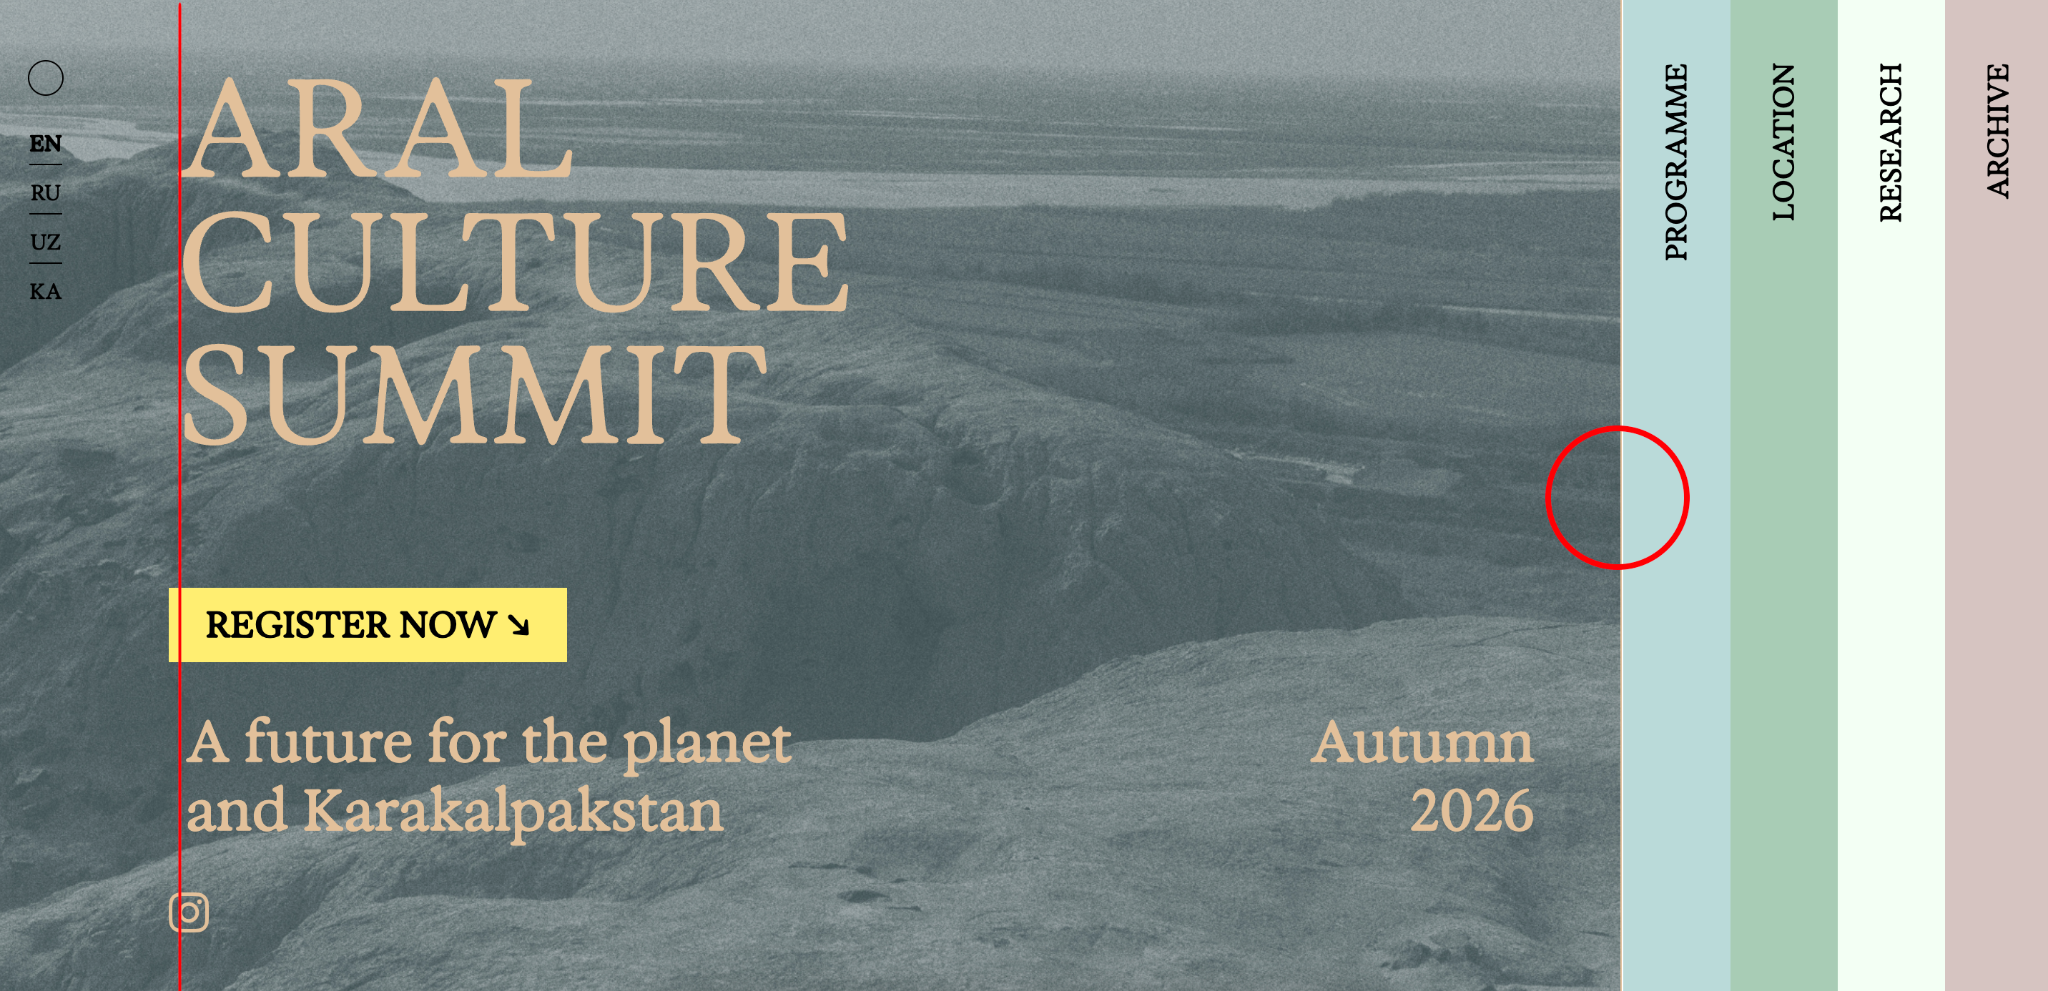 EN
RU
UZ
KA
ARAL
CULTURE
SUMMIT
REGISTER NOW ↘
A future for the planet
and Karakalpakstan
Autumn
2026
PROGRAMME
LOCATION
RESEARCH
ARCHIVE